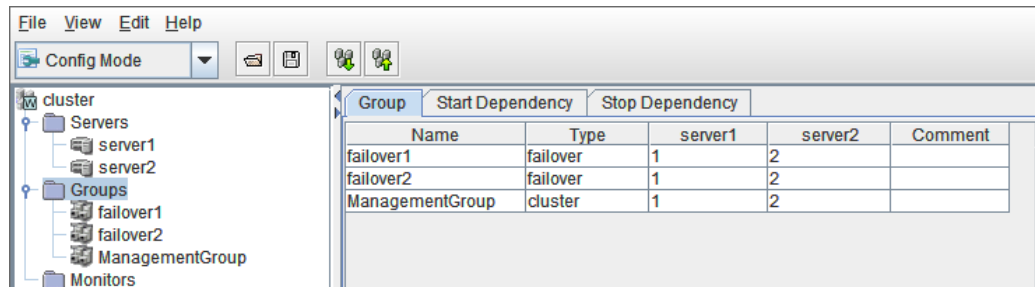 File View Edit Help
Config Mode
cluster
Servers
server1
server2
Groups
failover1
failover2
ManagementGroup
Monitors
Group Start Dependency Stop Dependency
Name Type server1 server2 Comment
failover1 failover 1 2
failover2 failover 1 2
ManagementGroup cluster 1 2